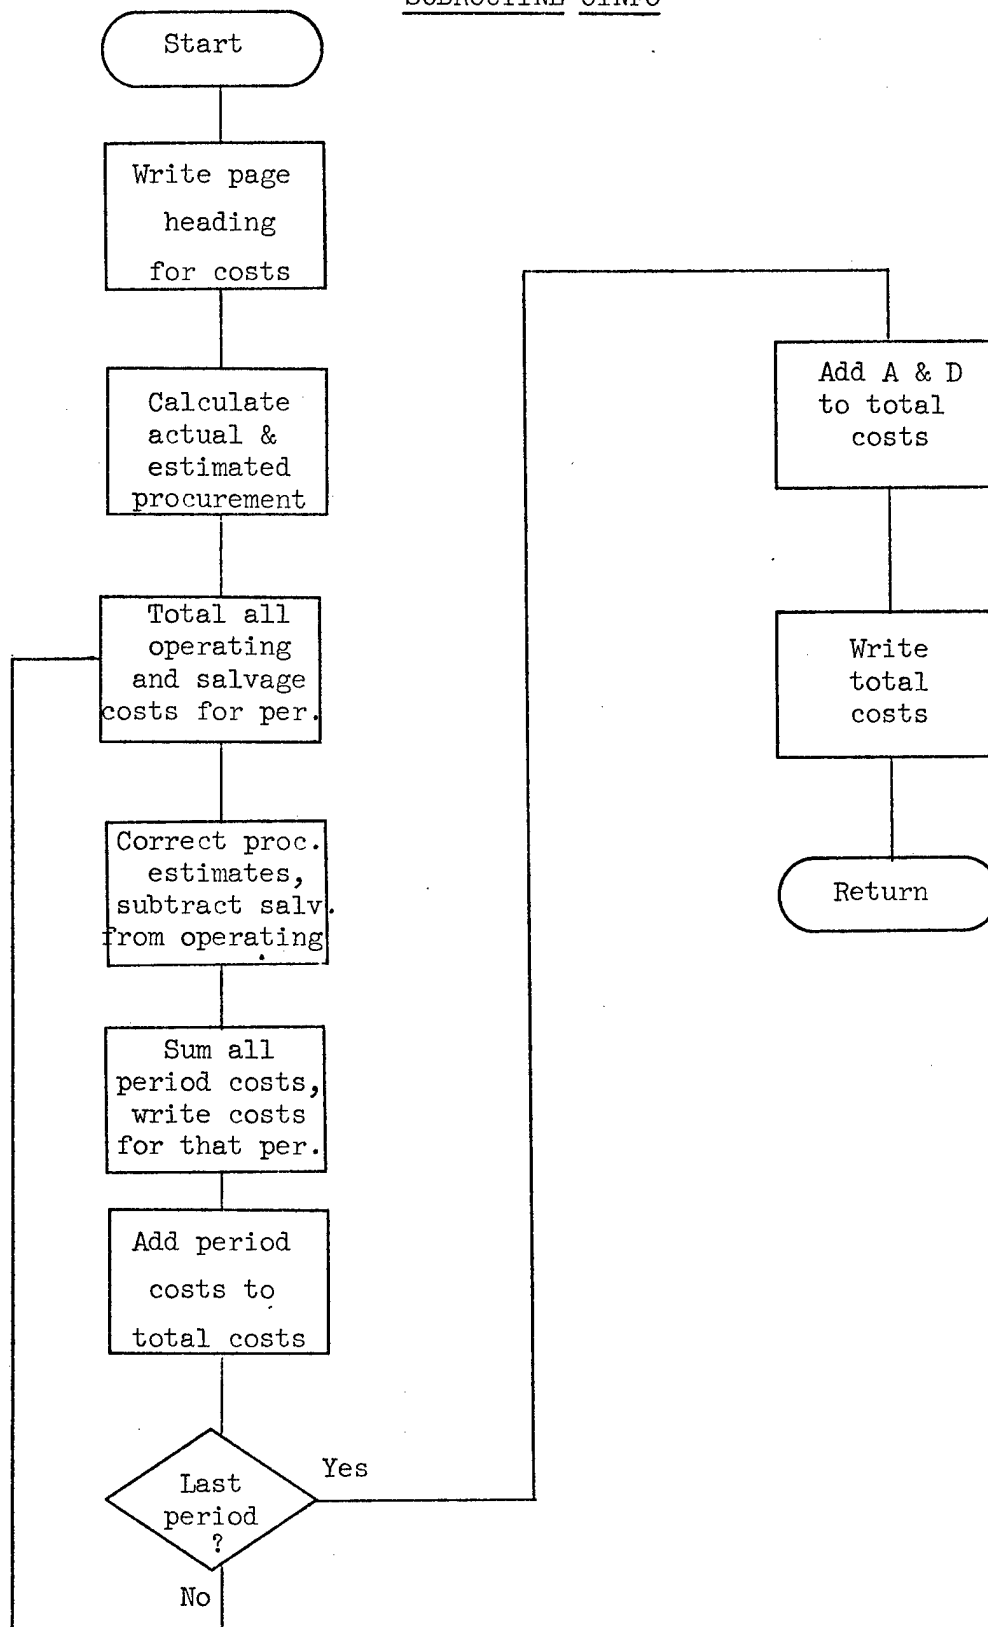 SUBROUTINE
Start
Write page
heading
for costs
Calculate
actual &
estimated
procurement
Total all
operating
and salvage
costs for per.
Correct proc.
estimates,
subtract salv.
from operating
Sum all
period costs,
write costs
for that per.
Add period
costs to
total costs
Last
period
?
Yes
No
Add A & D
to total
costs
Write
total
costs
Return